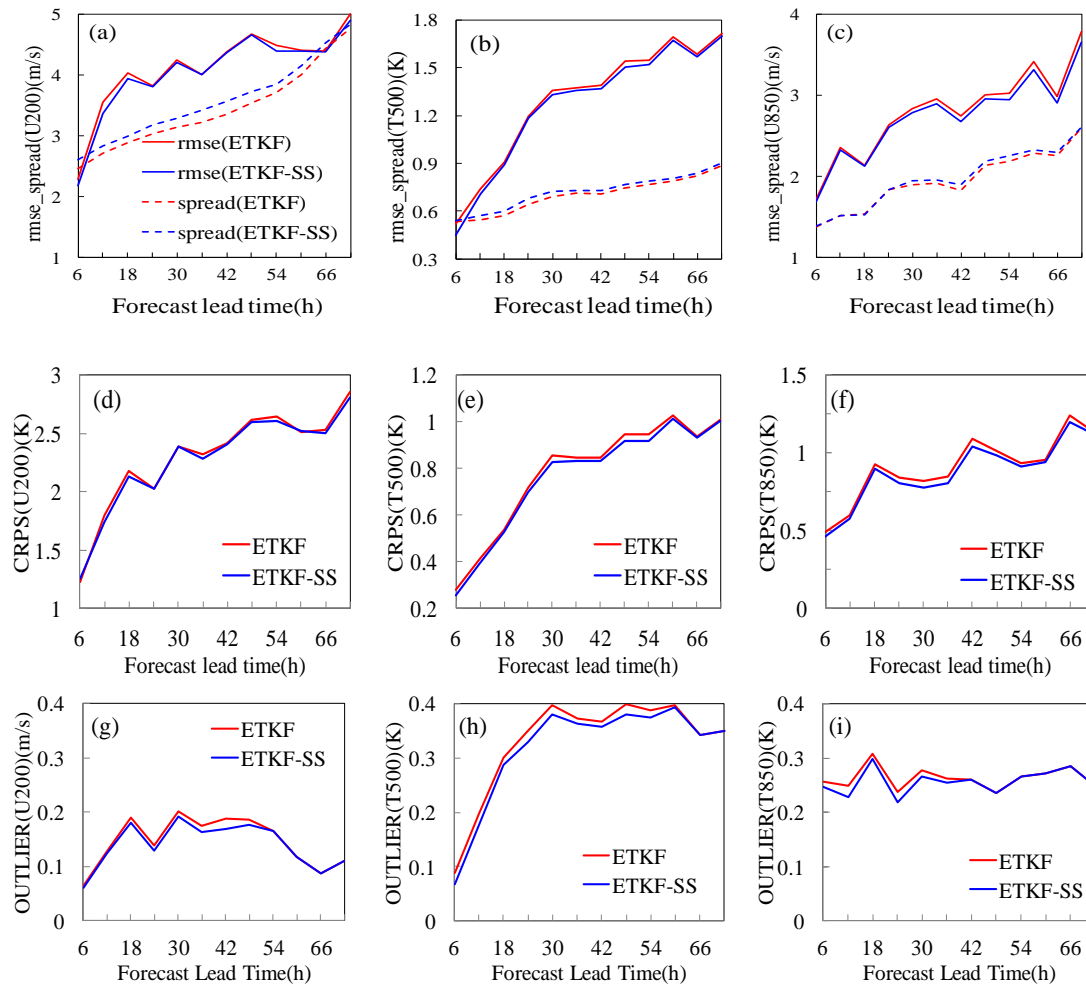 (a)
rmse_spread(U200)(m/s)
5
4
3
2
1
rmse(ETKF)
rmse(ETKF-SS)
spread(ETKF)
spread(ETKF-SS)
6 18 30 42 54 66
Forecast lead time(h)
(b)
rmse_spread(T500)(K)
1.8
1.5
1.2
0.9
0.6
0.3
6 18 30 42 54 66
Forecast lead time(h)
(c)
rmse_spread(U850)(m/s)
4
3
2
1
6 18 30 42 54 66
Forecast lead time(h)
(d)
CRPS(U200)(K)
3
2.5
2
1.5
1
ETKF
ETKF-SS
6 18 30 42 54 66
Forecast lead time(h)
(e)
CRPS(T500)(K)
1.2
1
0.8
0.6
0.4
0.2
ETKF
ETKF-SS
6 18 30 42 54 66
Forecast lead time(h)
(f)
CRPS(T850)(K)
1.5
1
0.5
0
ETKF
ETKF-SS
6 18 30 42 54 66
Forecast lead time(h)
(g)
OUTLIER(U200)(m/s)
0.4
0.3
0.2
0.1
0
ETKF
ETKF-SS
6 18 30 42 54 66
Forecast Lead Time(h)
(h)
OUTLIER(T500)(K)
0.4
0.3
0.2
0.1
0
ETKF
ETKF-SS
6 18 30 42 54 66
Forecast Lead Time(h)
(i)
OUTLIER(T850)(K)
0.4
0.3
0.2
0.1
0
ETKF
ETKF-SS
6 18 30 42 54 66
Forecast Lead Time(h)